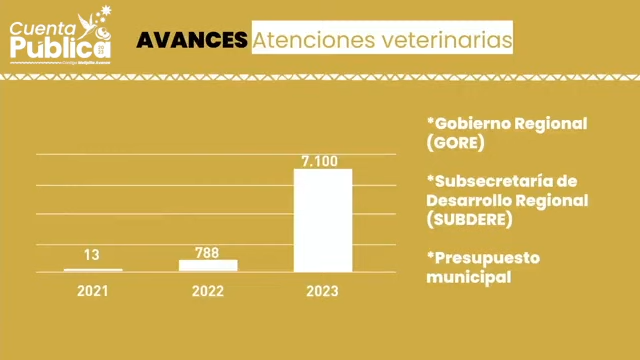 Cuenta
Pública
AVANCES Atenciones veterinarias
7.100
788
13
2021
2022
2023
*Gobierno Regional
(GORE)
*Subsecretaría de
Desarrollo Regional
(SUBDERE)
*Presupuesto
municipal